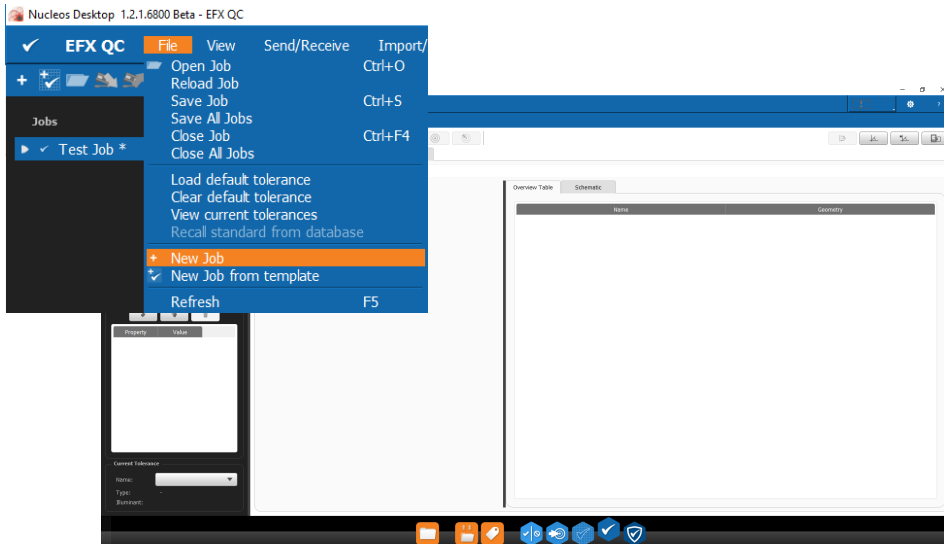 Nucleos Desktop 1.2.1.6800 Beta - EFX QC
EFX QC File View Send/Receive Import/
Open Job Ctrl+O
Reload Job
Save Job Ctrl+S
Save All Jobs
Close Job Ctrl+F4
Close All Jobs
Load default tolerance
Clear default tolerance
View current tolerances
Recall standard from database
New Job
New Job from template
Refresh F5
Jobs
Test Job *
Overview Table Schematic
Name Geometry
Property Value
Current Tolerance
Name:
Type: -
Illuminant: